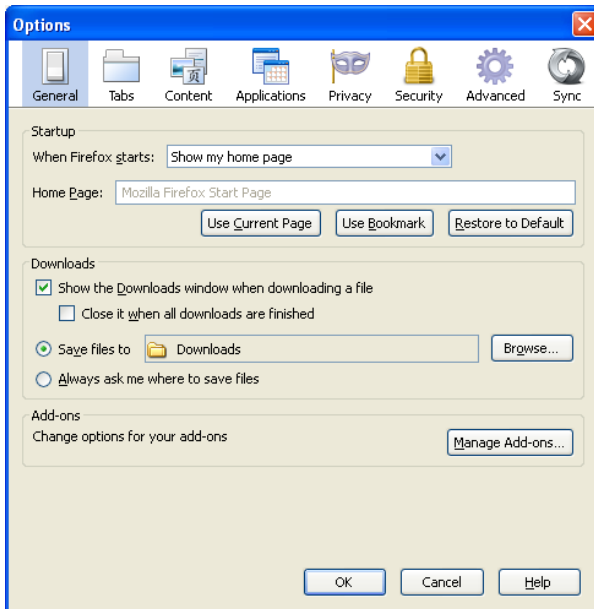 Options
General Tabs Content Applications Privacy Security Advanced Sync
Startup
When Firefox starts: Show my home page
Home Page: Mozilla Firefox Start Page
Use Current Page Use Bookmark Restore to Default
Downloads
Show the Downloads window when downloading a file
Close it when all downloads are finished
Save files to Downloads Browse...
Always ask me where to save files
Add-ons
Change options for your add-ons Manage Add-ons...
OK Cancel Help